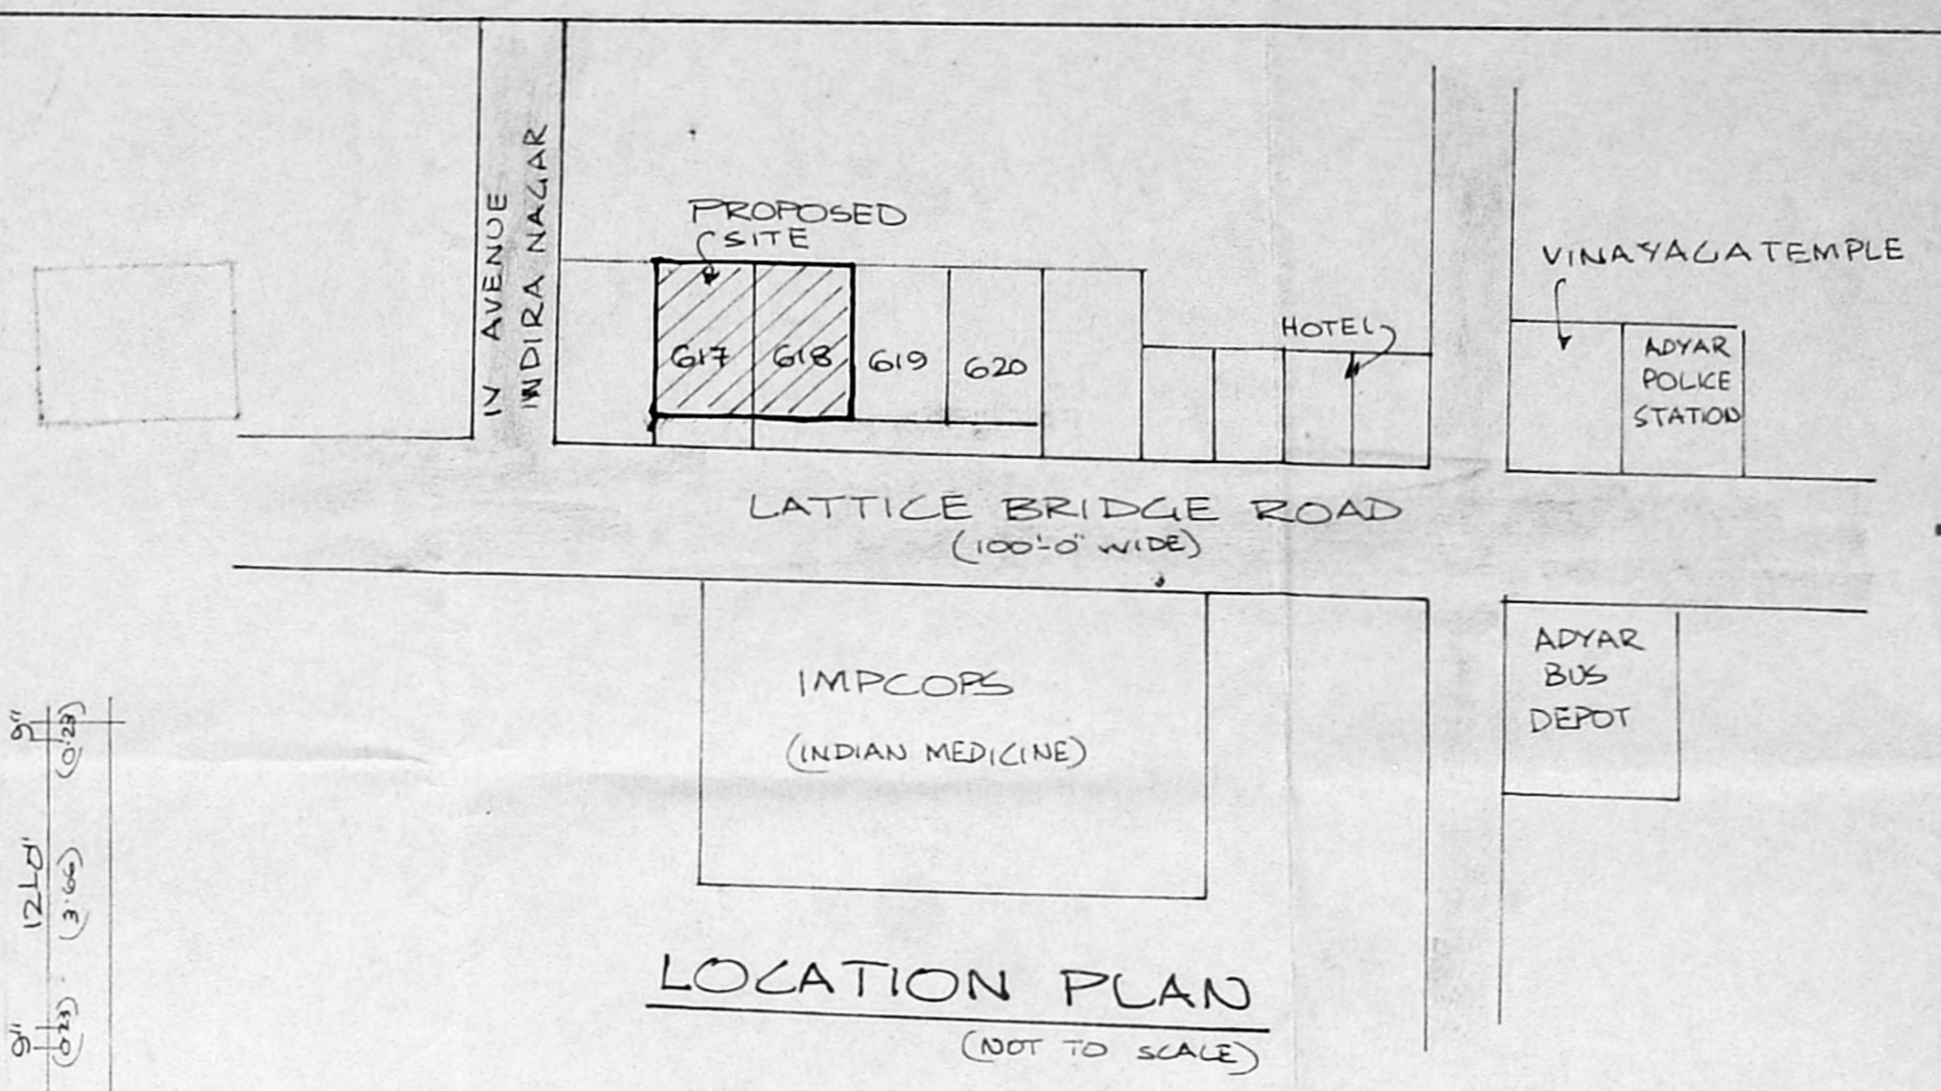 IV AVENUE
INDIRA NAGAR
PROPOSED
SITE
617
618
619
620
HOTEL
VINAYAGA TEMPLE
ADYAR
POLICE
STATION
LATTICE BRIDGE ROAD
(100'-0" WIDE)
IMPCOPS
(INDIAN MEDICINE)
ADYAR
BUS
DEPOT
9"
(0.23)
12'-0"
(3.66)
9"
(0.23)
LOCATION PLAN
(NOT TO SCALE)